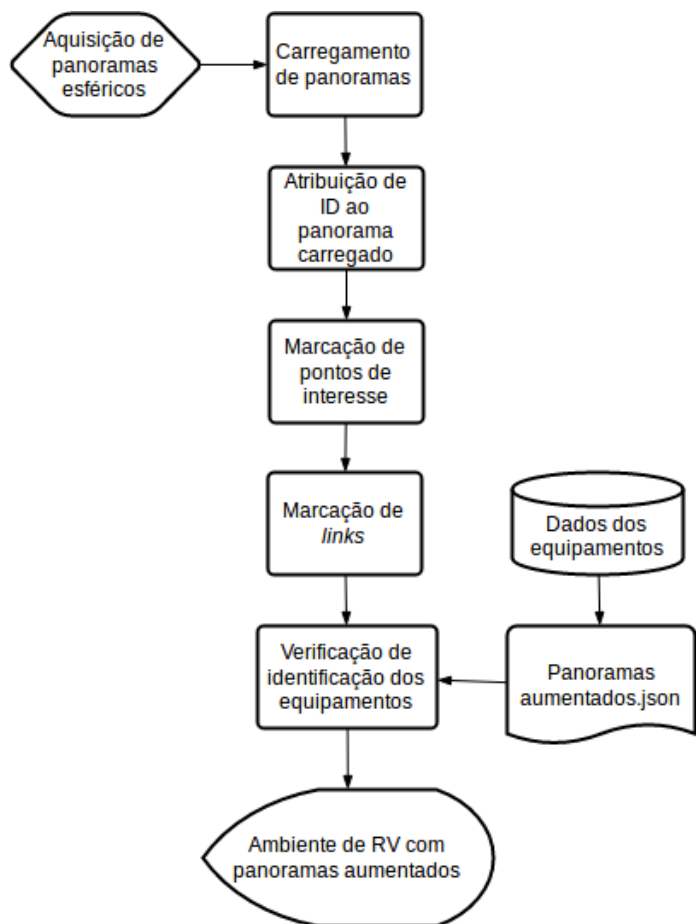 Aquisição de
panoramas
esféricos
Carregamento
de panoramas
Atribuição de
ID ao
panorama
carregado
Marcação de
pontos de
interesse
Marcação de
links
Dados dos
equipamentos
Verificação de
identificação dos
equipamentos
Panoramas
aumentados.json
Ambiente de RV com
panoramas aumentados